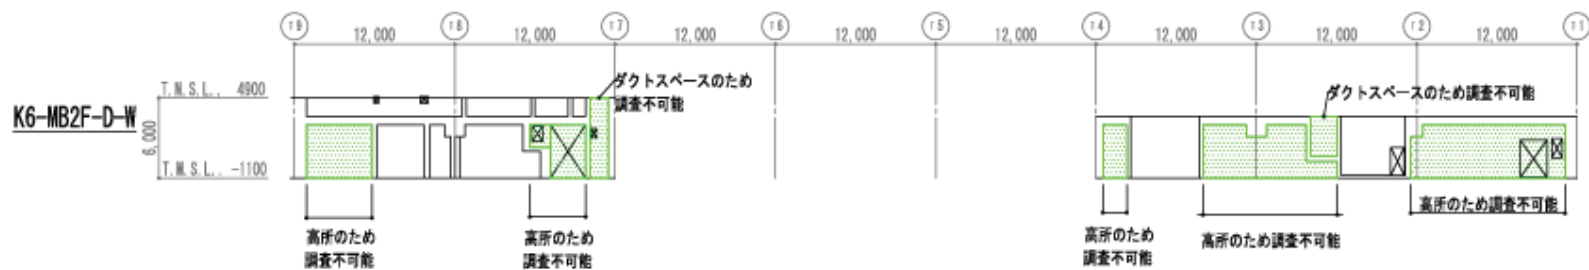 r9 r8 r7 r6 r5 r4 r3 r2 r1
12,000 12,000 12,000 12,000 12,000 12,000 12,000 12,000
ダクトスペースのため
調査不可能
ダクトスペースのため調査不可能
T.M.S.L.. 4900
K6-MB2F-D-W
6,000
T.M.S.L.. -1100
高所のため
調査不可能
高所のため
調査不可能
高所のため
調査不可能
高所のため調査不可能
高所のため調査不可能